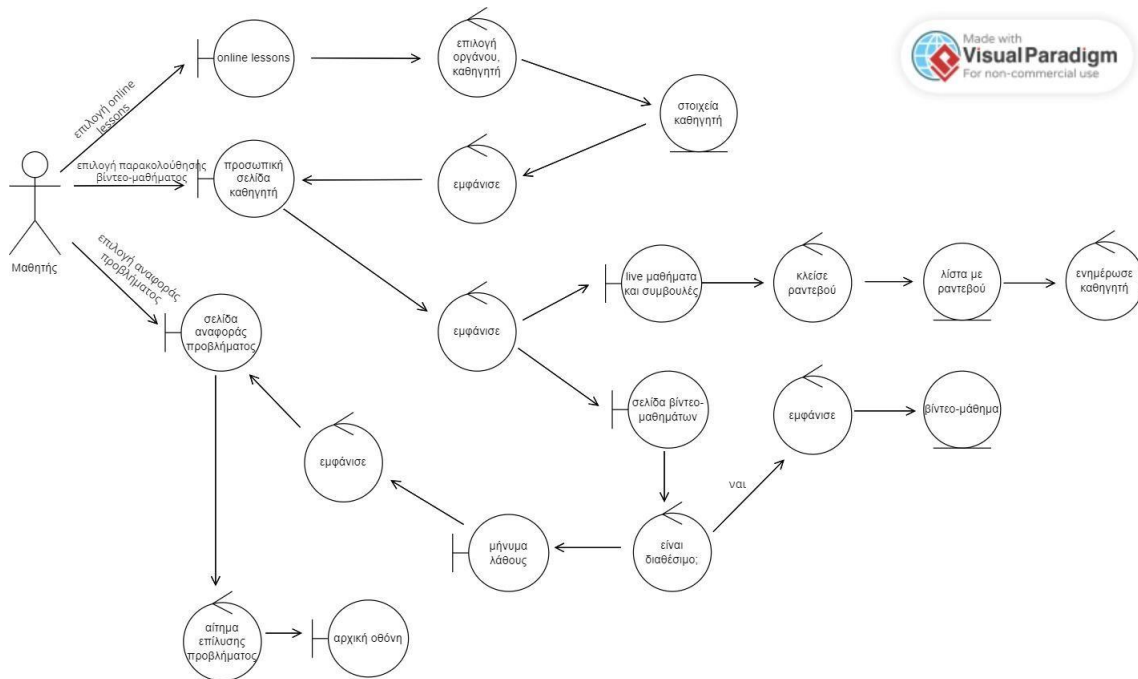 Made with
Visual Paradigm
For non-commercial use
online lessons
επιλογή
οργάνου,
καθηγητή
στοιχεία
καθηγητή
επιλογή online
lessons
επιλογή παρακολούθησης
βίντεο-μαθήματος
προσωπική
σελίδα
καθηγητή
εμφάνισε
Μαθητής
επιλογή αναφοράς
προβλήματος
live μαθήματα
και συμβουλές
κλείσε
ραντεβού
λίστα με
ραντεβού
ενημέρωσε
καθηγητή
σελίδα
αναφοράς
προβλήματος
εμφάνισε
σελίδα βίντεο-
μαθημάτων
εμφάνισε
βίντεο-μάθημα
εμφάνισε
ναι
μήνυμα
λάθους
είναι
διαθέσιμο;
αίτημα
επίλυσης
προβλήματος
αρχική οθόνη